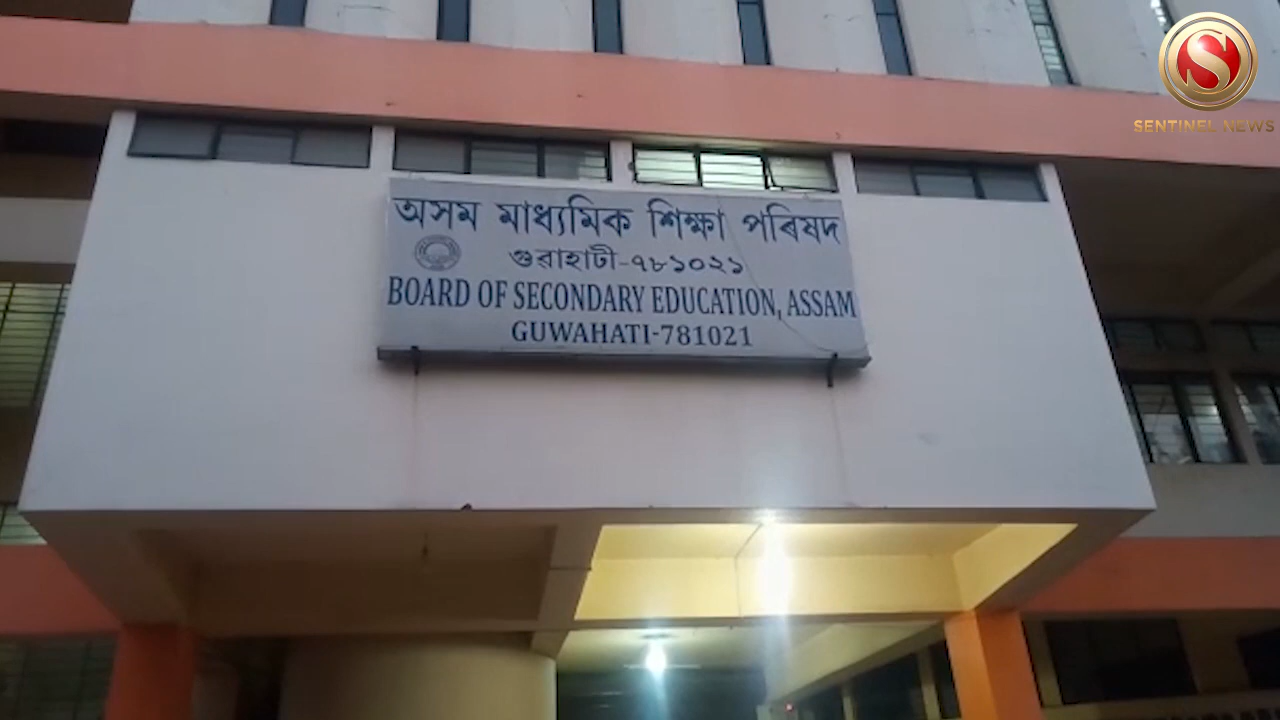 অসম মাধ্যমিক শিক্ষা পৰিষদ
গুৱাহাটী-৭৮১০২১
BOARD OF SECONDARY EDUCATION, ASSAM
GUWAHATI-781021
S
SENTINEL NEWS